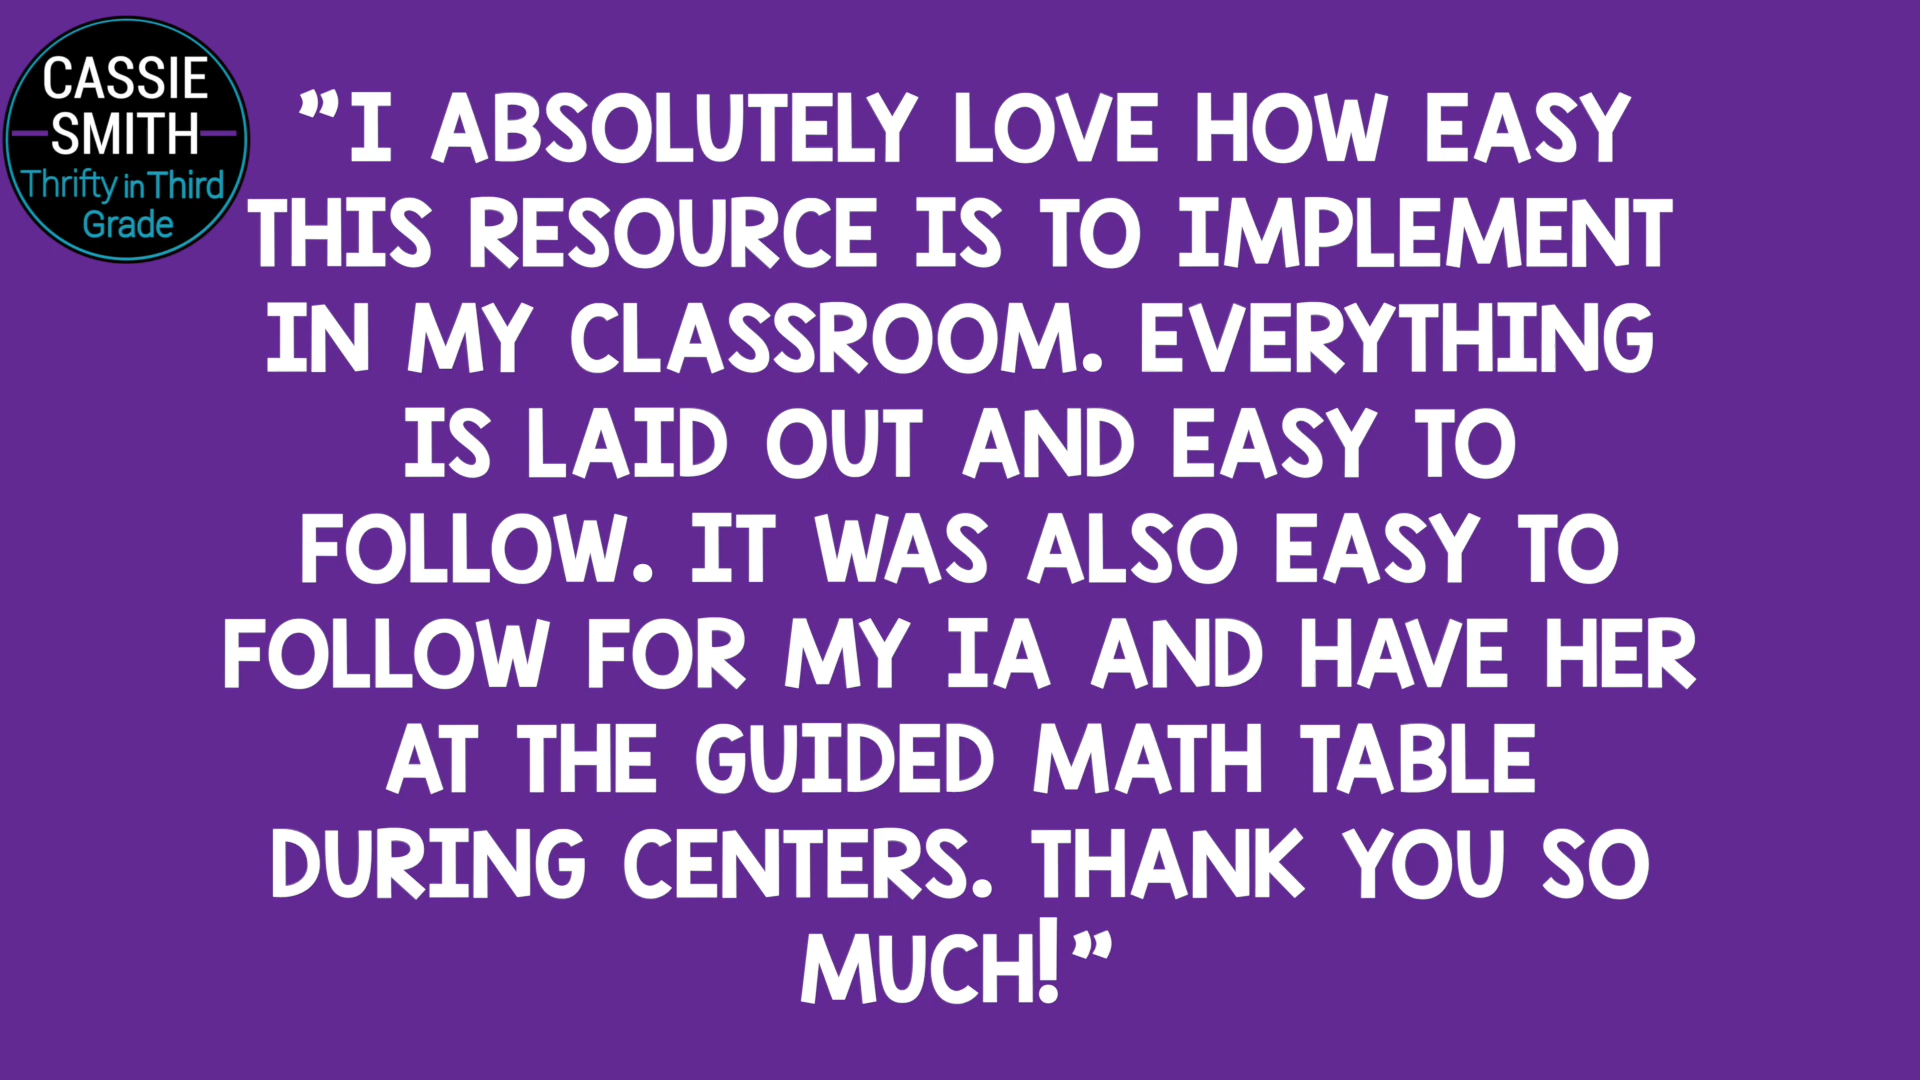 CASSIE
SMITH
Thrifty in Third
Grade
"I ABSOLUTELY LOVE HOW EASY
THIS RESOURCE IS TO IMPLEMENT
IN MY CLASSROOM. EVERYTHING
IS LAID OUT AND EASY TO
FOLLOW. IT WAS ALSO EASY TO
FOLLOW FOR MY IA AND HAVE HER
AT THE GUIDED MATH TABLE
DURING CENTERS. THANK YOU SO
MUCH!"